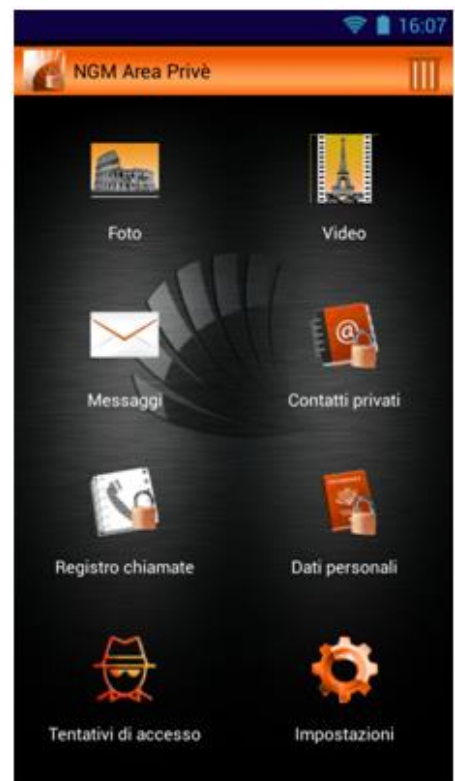 16:07
NGM Area Privè
Foto
Video
Messaggi
Contatti privati
Registro chiamate
Dati personali
Tentativi di accesso
Impostazioni